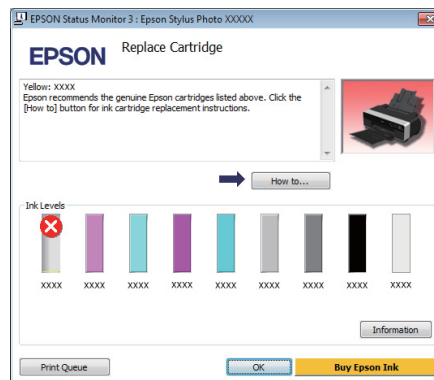 EPSON Status Monitor 3 : Epson Stylus Photo XXXXX
EPSON
Replace Cartridge
Yellow: XXXX
Epson recommends the genuine Epson cartridges listed above. Click the
[How to] button for ink cartridge replacement instructions.
How to...
Ink Levels
XXXX XXXX XXXX XXXX XXXX XXXX XXXX XXXX XXXX
Information
Print Queue OK Buy Epson Ink